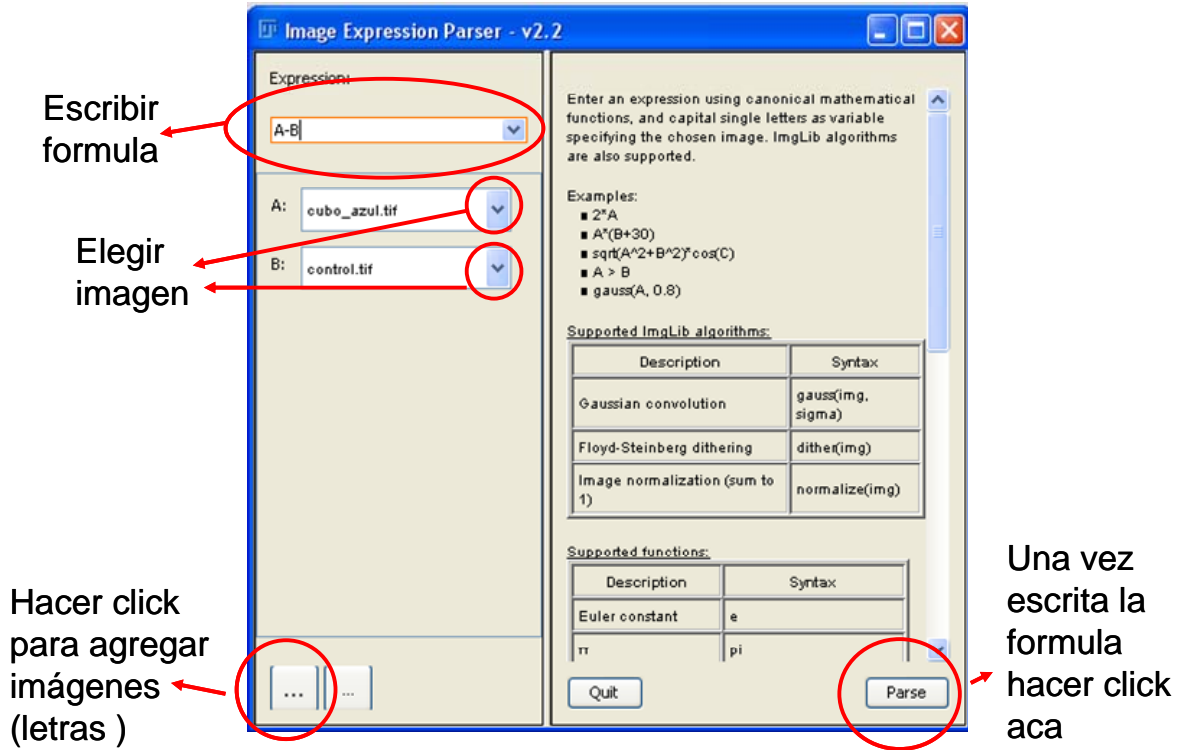 Image Expression Parser - v2.2
Escribir
formula
Expression:
A-B
A: cubo_azul.tif
B: control.tif
Elegir
imagen
Hacer click
para agregar
imágenes
(letras )
...
...
Enter an expression using canonical mathematical
functions, and capital single letters as variable
specifying the chosen image. ImgLib algorithms
are also supported.
Examples:
2*A
A*(B+30)
sqrt(A^2+B^2)*cos(C)
A > B
gauss(A, 0.8)
Supported ImgLib algorithms:
Description Syntax
Gaussian convolution gauss(img,
sigma)
Floyd-Steinberg dithering dither(img)
Image normalization (sum to
1) normalize(img)
Supported functions:
Description Syntax
Euler constant e
π pi
Quit
Parse
Una vez
escrita la
formula
hacer click
aca